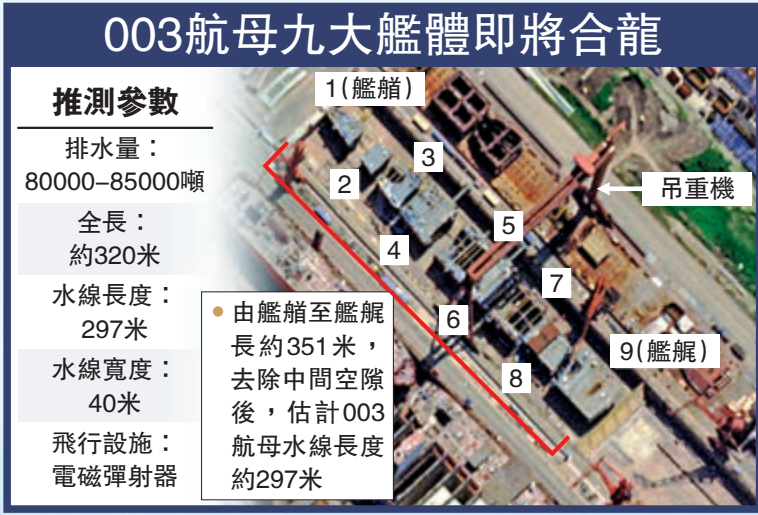 003航母九大艦體即將合龍
推測參數
排水量：
80000–85000噸
全長：
約320米
水線長度：
297米
水線寬度：
40米
飛行設施：
電磁彈射器
• 由艦艏至艦艉
長約351米，
去除中間空隙
後，估計003
航母水線長度
約297米
1(艦艏)
2
3
4
5
6
7
8
9(艦艉)
吊重機